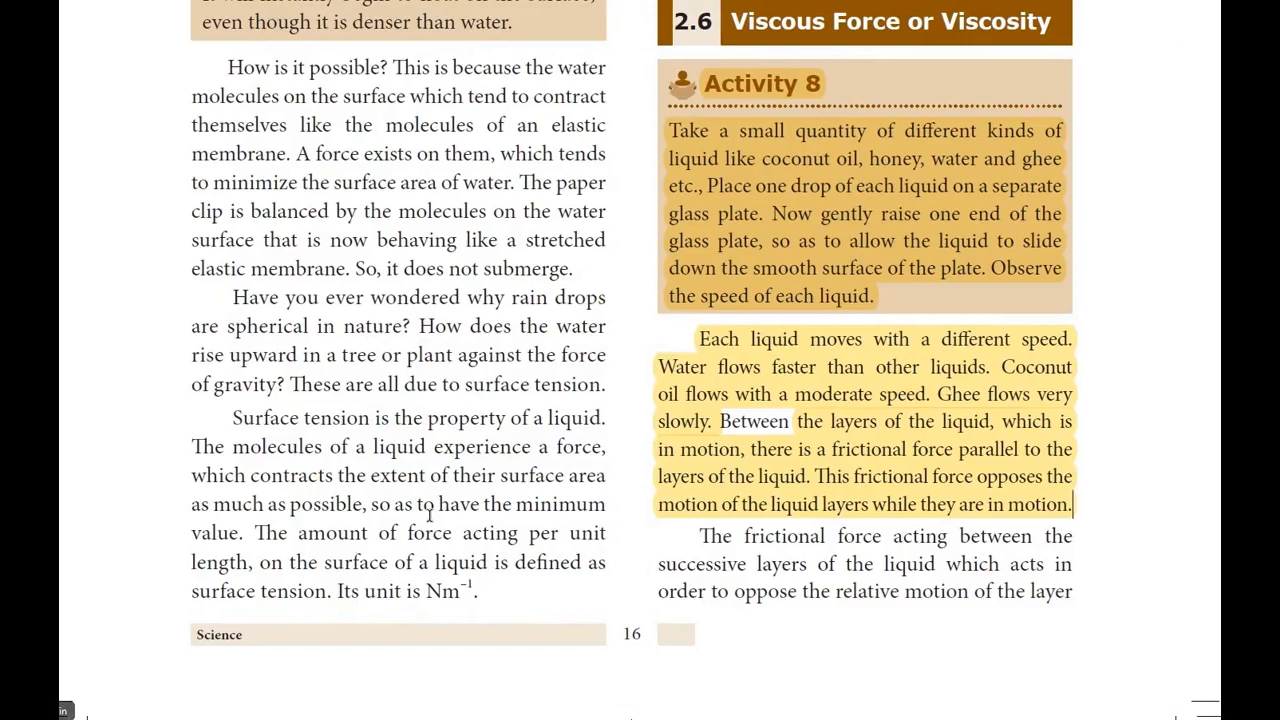 it will instantly begin to float on the surface,
even though it is denser than water.
How is it possible? This is because the water
molecules on the surface which tend to contract
themselves like the molecules of an elastic
membrane. A force exists on them, which tends
to minimize the surface area of water. The paper
clip is balanced by the molecules on the water
surface that is now behaving like a stretched
elastic membrane. So, it does not submerge.
Have you ever wondered why rain drops
are spherical in nature? How does the water
rise upward in a tree or plant against the force
of gravity? These are all due to surface tension.
Surface tension is the property of a liquid.
The molecules of a liquid experience a force,
which contracts the extent of their surface area
as much as possible, so as to have the minimum
value. The amount of force acting per unit
length, on the surface of a liquid is defined as
surface tension. Its unit is Nm⁻¹.
2.6 Viscous Force or Viscosity
Activity 8
Take a small quantity of different kinds of
liquid like coconut oil, honey, water and ghee
etc., Place one drop of each liquid on a separate
glass plate. Now gently raise one end of the
glass plate, so as to allow the liquid to slide
down the smooth surface of the plate. Observe
the speed of each liquid.
Each liquid moves with a different speed.
Water flows faster than other liquids. Coconut
oil flows with a moderate speed. Ghee flows very
slowly. Between the layers of the liquid, which is
in motion, there is a frictional force parallel to the
layers of the liquid. This frictional force opposes the
motion of the liquid layers while they are in motion.
The frictional force acting between the
successive layers of the liquid which acts in
order to oppose the relative motion of the layer
Science
16
in